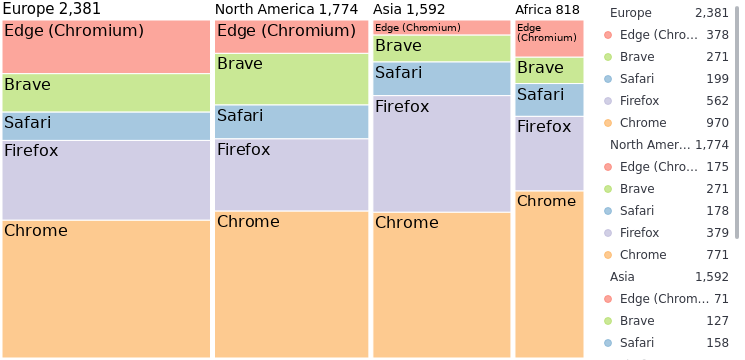 Europe 2,381
North America 1,774
Asia 1,592
Africa 818
Edge (Chromium)
Brave
Safari
Firefox
Chrome
Edge (Chromium)
Brave
Safari
Firefox
Chrome
Edge (Chromium)
Brave
Safari
Firefox
Chrome
Edge
(Chromium)
Brave
Safari
Firefox
Chrome
Europe 2,381
Edge (Chro... 378
Brave 271
Safari 199
Firefox 562
Chrome 970
North Amer... 1,774
Edge (Chro... 175
Brave 271
Safari 178
Firefox 379
Chrome 771
Asia 1,592
Edge (Chrom... 71
Brave 127
Safari 158